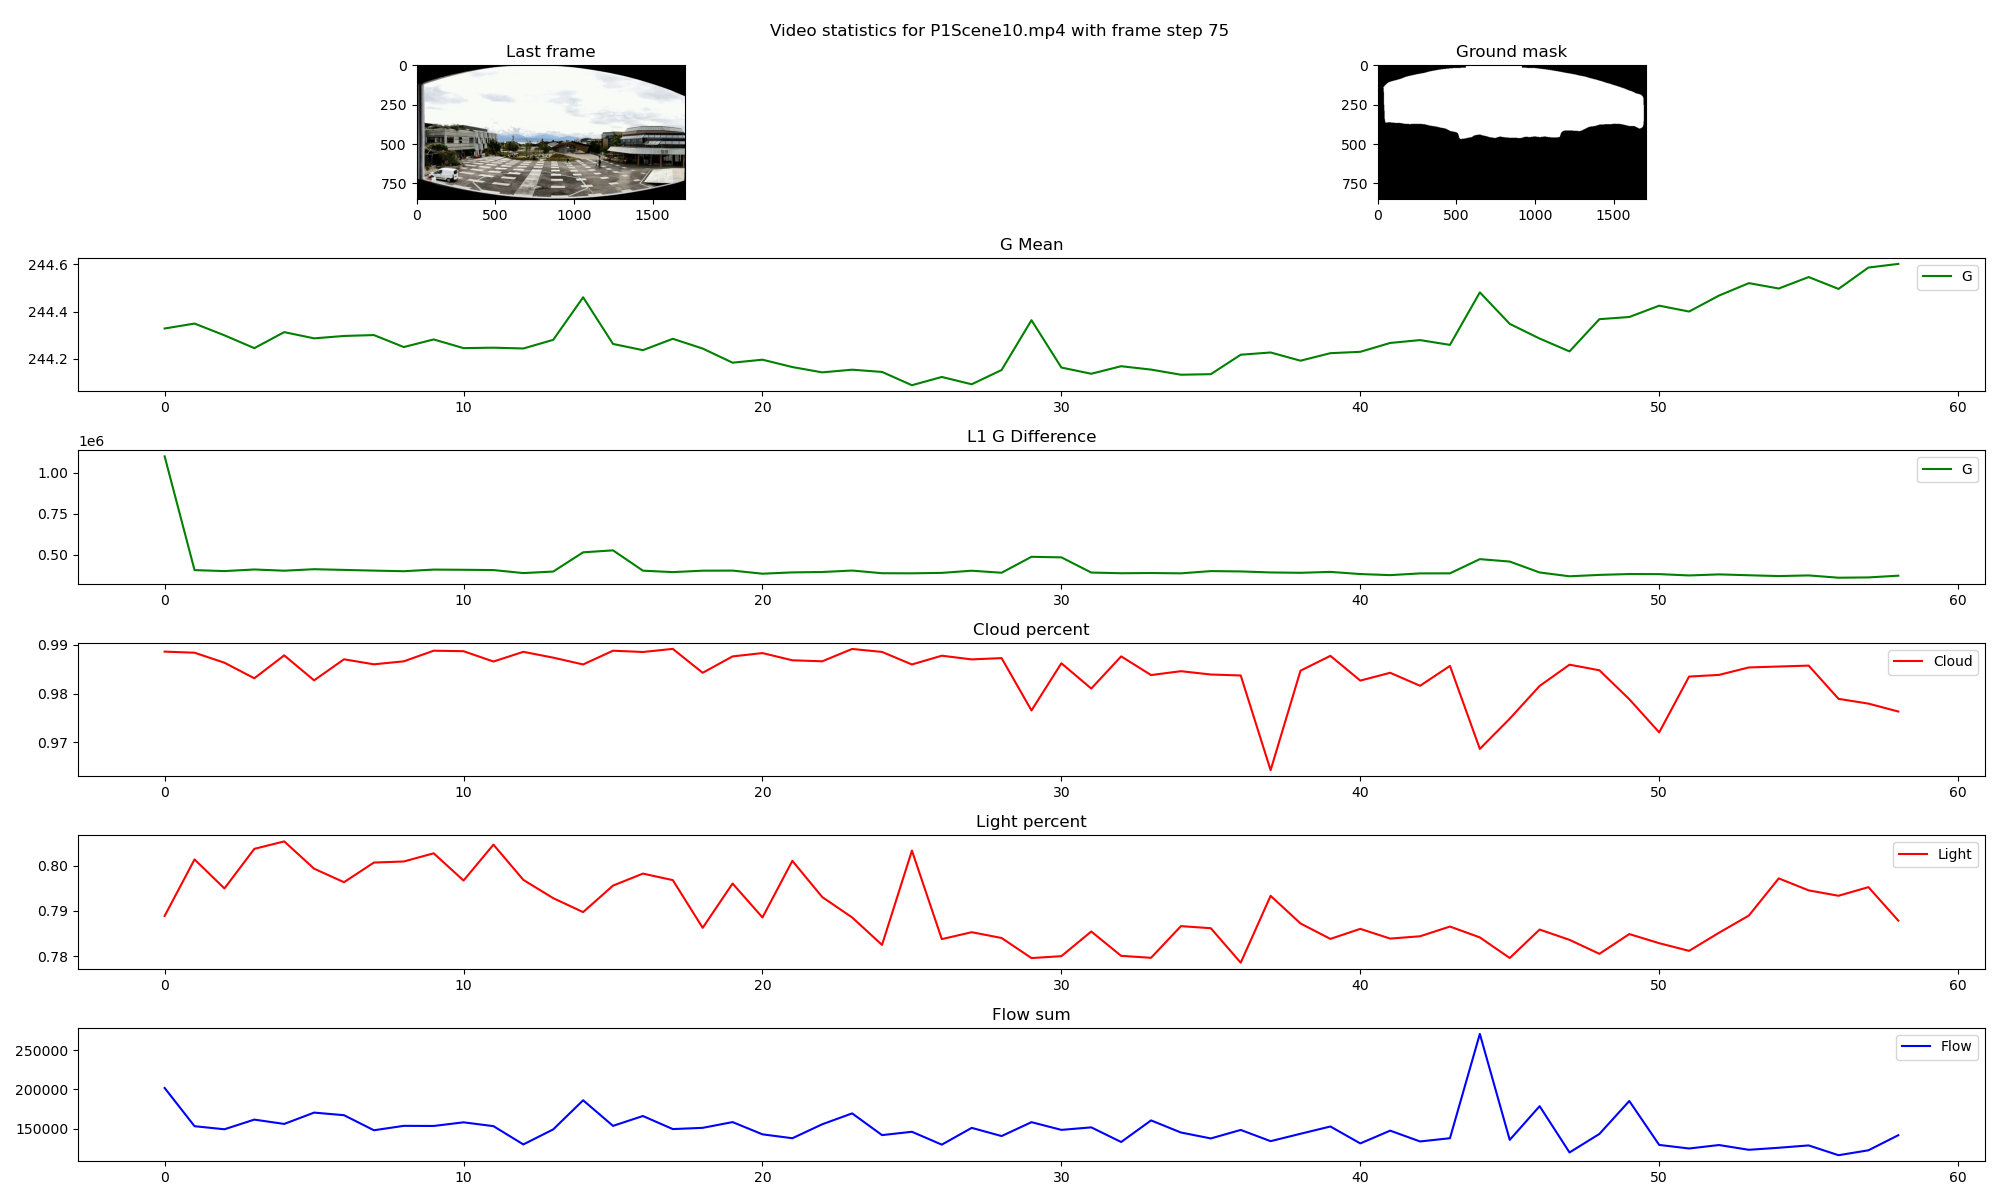 Video statistics for P1Scene10.mp4 with frame step 75
Last frame
0
250
500
750
0 500 1000 1500
Ground mask
0
250
500
750
0 500 1000 1500
G Mean
244.6
244.4
244.2
G
0 10 20 30 40 50 60
L1 G Difference
1e6
1.00
0.75
0.50
G
0 10 20 30 40 50 60
Cloud percent
0.99
0.98
0.97
Cloud
0 10 20 30 40 50 60
Light percent
0.80
0.79
0.78
Light
0 10 20 30 40 50 60
Flow sum
250000
200000
150000
Flow
0 10 20 30 40 50 60